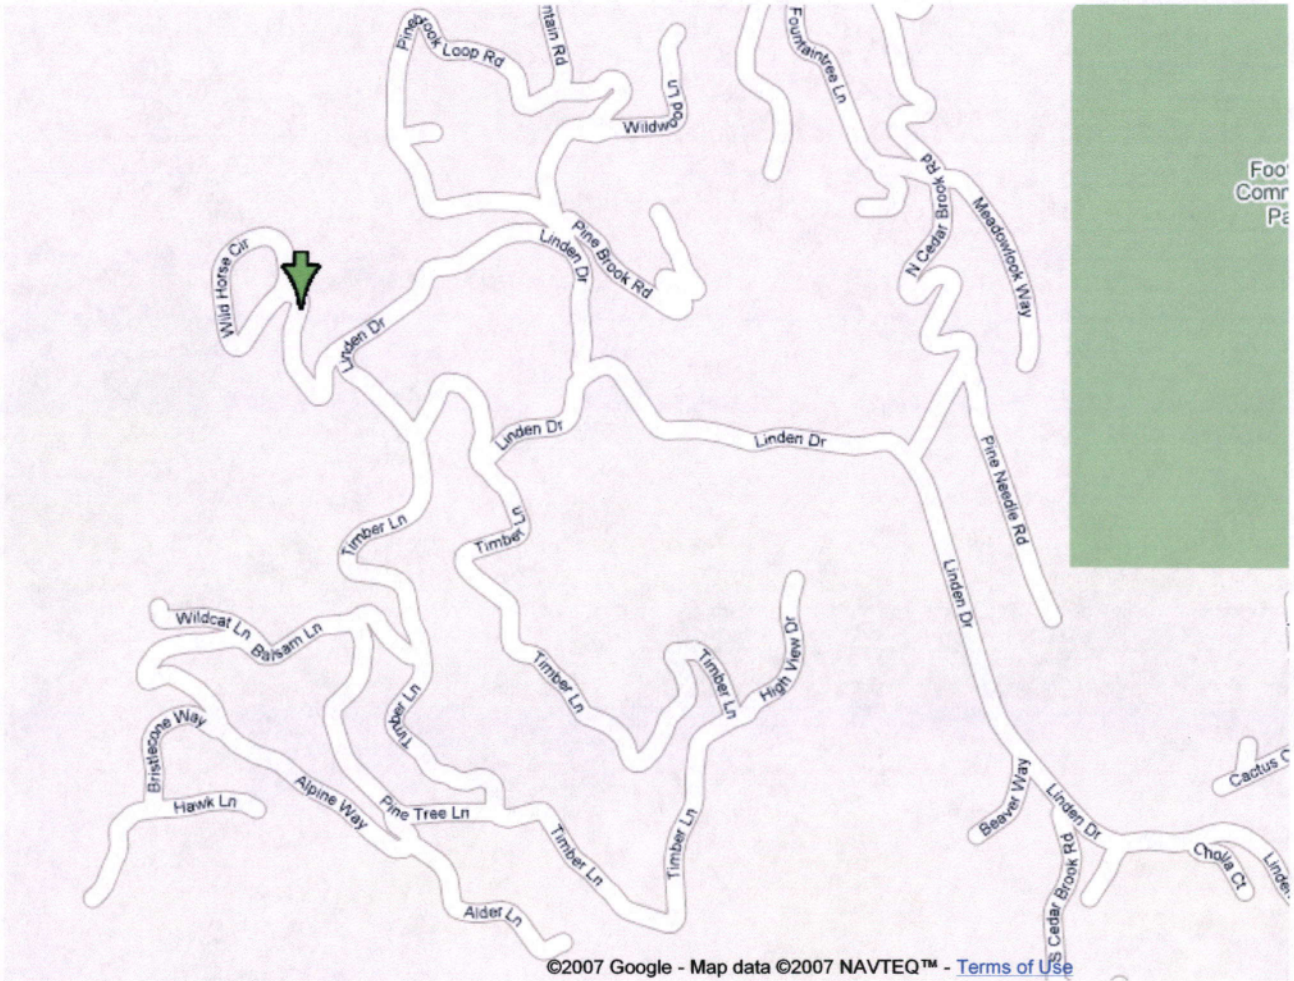 Pinebrook Loop Rd
ntain Rd
Wildwood Ln
Fountaintree Ln
N Cedar Brook Rd
Meadowlook Way
Foot
Comm
Pa
Wild Horse Cir
Linden Dr
Pine Brook Rd
Linden Dr
Linden Dr
Linden Dr
Pine Needle Rd
Timber Ln
Timber Ln
Linden Dr
Wildcat Ln
Balsam Ln
Timber Ln
Timber Ln
Timber Ln
High View Dr
Bristlecone Way
Hawk Ln
Alpine Way
Pine Tree Ln
Timber Ln
Timber Ln
Alder Ln
Beaver Way
Linden Dr
S Cedar Brook Rd
Cactus C
Cholla Ct
Linden
©2007 Google - Map data ©2007 NAVTEQ™ - Terms of Use